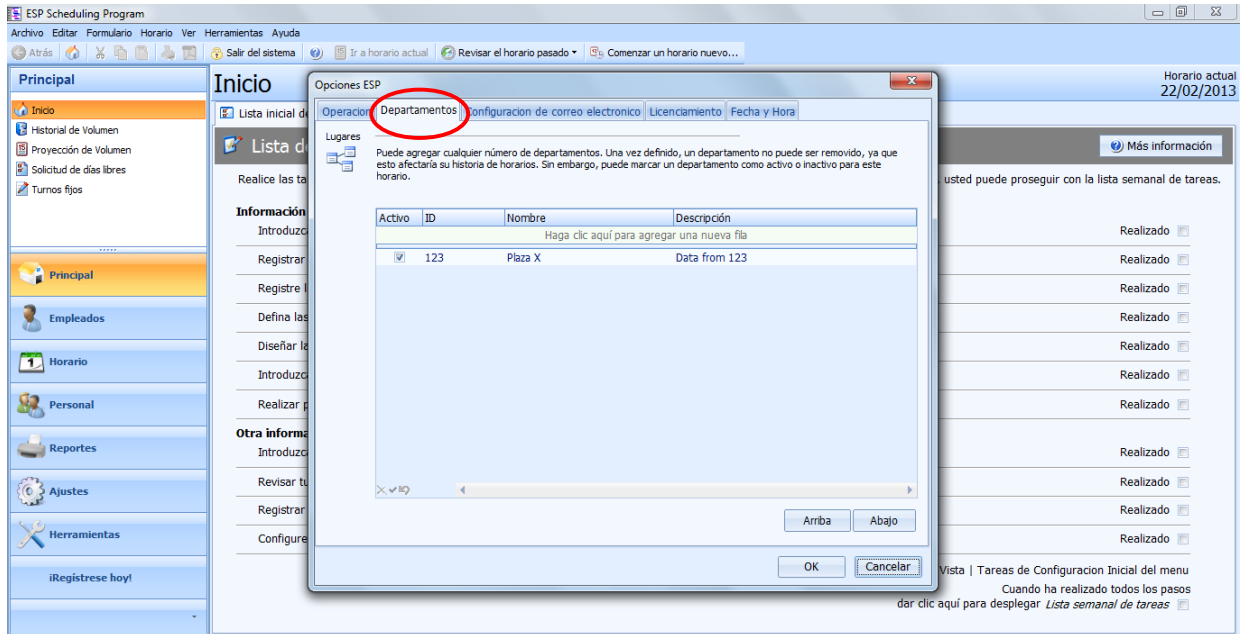 ESP Scheduling Program
Archivo Editar Formulario Horario Ver Herramientas Ayuda
Atrás Salir del sistema Ir a horario actual Revisar el horario pasado Comenzar un horario nuevo...
Principal
Inicio
Historial de Volumen
Proyección de Volumen
Solicitud de días libres
Turnos fijos
Principal
Empleados
Horario
Personal
Reportes
Ajustes
Herramientas
¡Regístrese hoy!
Inicio
Horario actual
22/02/2013
Lista inicial de
Lista d
Más información
Realice las ta
usted puede proseguir con la lista semanal de tareas.
Información
Introduzc
Realizado
Registrar
Realizado
Registre l
Realizado
Defina las
Realizado
Diseñar la
Realizado
Introduzc
Realizado
Realizar p
Realizado
Otra informa
Introduzc
Realizado
Revisar tu
Realizado
Registrar
Realizado
Configure
Realizado
Vista | Tareas de Configuracion Inicial del menu
Cuando ha realizado todos los pasos
dar clic aquí para desplegar Lista semanal de tareas
Opciones ESP
Operacion Departamentos Configuracion de correo electronico Licenciamiento Fecha y Hora
Lugares
Puede agregar cualquier número de departamentos. Una vez definido, un departamento no puede ser removido, ya que
esto afectaría su historia de horarios. Sin embargo, puede marcar un departamento como activo o inactivo para este
horario.
Activo ID Nombre Descripción
Haga clic aquí para agregar una nueva fila
123 Plaza X Data from 123
Arriba Abajo
OK Cancelar